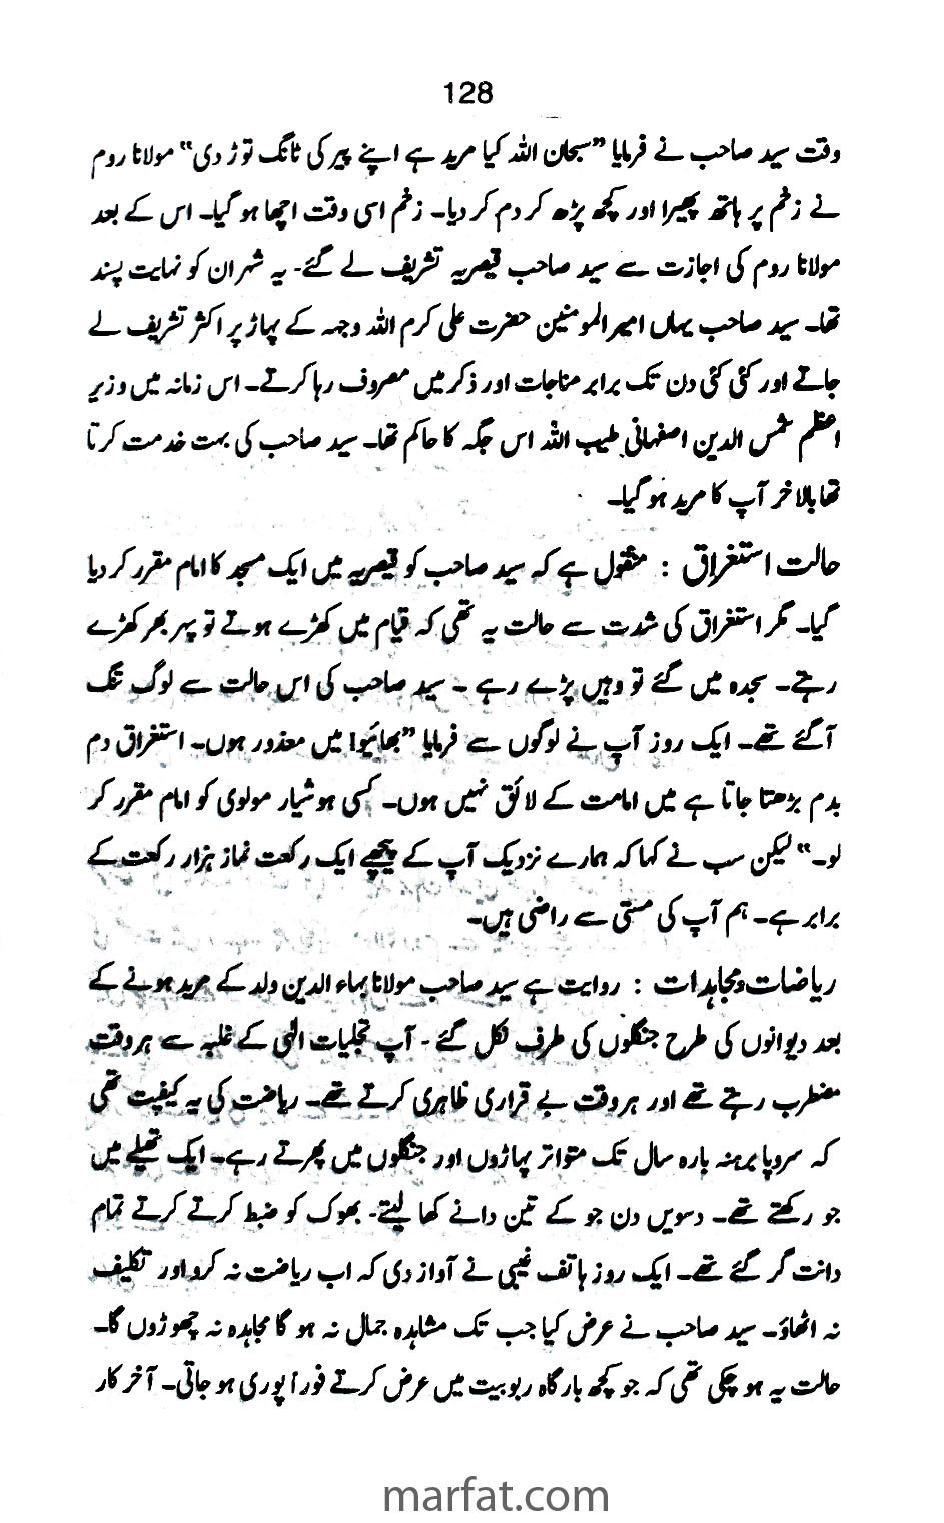 128
وقت سید صاحب نے فرمایا "سبحان اللہ کیا مرید ہے اپنے پیر کی ٹانگ توڑ دی" مولانا روم
نے زخم پر ہاتھ پھیرا اور کچھ پڑھ کر دم کر دیا۔ زخم اسی وقت اچھا ہو گیا۔ اس کے بعد
مولانا روم کی اجازت سے سید صاحب قیصریہ تشریف لے گئے۔ یہ شہر ان کو نہایت پسند
تھا۔ سید صاحب یہاں امیر المومنین حضرت علی کرم اللہ وجہہ کے پہاڑ پر اکثر تشریف لے
جاتے اور کئی کئی دن تک برابر مناجات اور ذکر میں مصروف رہا کرتے۔ اس زمانہ میں وزیر
اعظم شمس الدین اصفہانی طیب اللہ اس جگہ کا حاکم تھا۔ سید صاحب کی بہت خدمت کرتا
تھا بالاخر آپ کا مرید ہو گیا۔
حالت استغراق : منقول ہے کہ سید صاحب کو قیصریہ میں ایک مسجد کا امام مقرر کر دیا
گیا۔ مگر استغراق کی شدت سے حالت یہ تھی کہ قیام میں کھڑے ہوتے تو پہر بھر کھڑے
رہتے۔ سجدہ میں گئے تو وہیں پڑے رہے ۔ سید صاحب کی اس حالت سے لوگ تنگ
آگئے تھے۔ ایک روز آپ نے لوگوں سے فرمایا "بھائیو! میں معذور ہوں۔ استغراق دم
بدم بڑھتا جاتا ہے میں امامت کے لائق نہیں ہوں۔ کسی ہوشیار مولوی کو امام مقرر کر
لو۔" لیکن سب نے کہا کہ ہمارے نزدیک آپ کے پیچھے ایک رکعت نماز ہزار رکعت کے
برابر ہے۔ ہم آپ کی مستی سے راضی ہیں۔
ریاضات و مجاہدات : روایت ہے سید صاحب مولانا بہاء الدین ولد کے مرید ہونے کے
بعد دیوانوں کی طرح جنگلوں کی طرف نکل گئے ۔ آپ تجلیات الٰہی کے غلبہ سے ہر وقت
مضطرب رہتے تھے اور ہر وقت بے قراری ظاہری کرتے تھے۔ ریاضت کی یہ کیفیت تھی
کہ سروپا برہنہ بارہ سال تک متواتر پہاڑوں اور جنگلوں میں پھرتے رہے۔ ایک تھیلے میں
جو رکھتے تھے۔ دسویں دن جو کے تین دانے کھا لیتے۔ بھوک کو ضبط کرتے کرتے تمام
دانت گر گئے تھے۔ ایک روز ہاتف غیبی نے آواز دی کہ اب ریاضت نہ کرو اور تکلیف
نہ اٹھاؤ۔ سید صاحب نے عرض کیا جب تک مشاہدہ جمال نہ ہو گا مجاہدہ نہ چھوڑوں گا۔
حالت یہ ہو چکی تھی کہ جو کچھ بارگاہ ربوبیت میں عرض کرتے فوراً پوری ہو جاتی۔ آخر کار
marfat.com